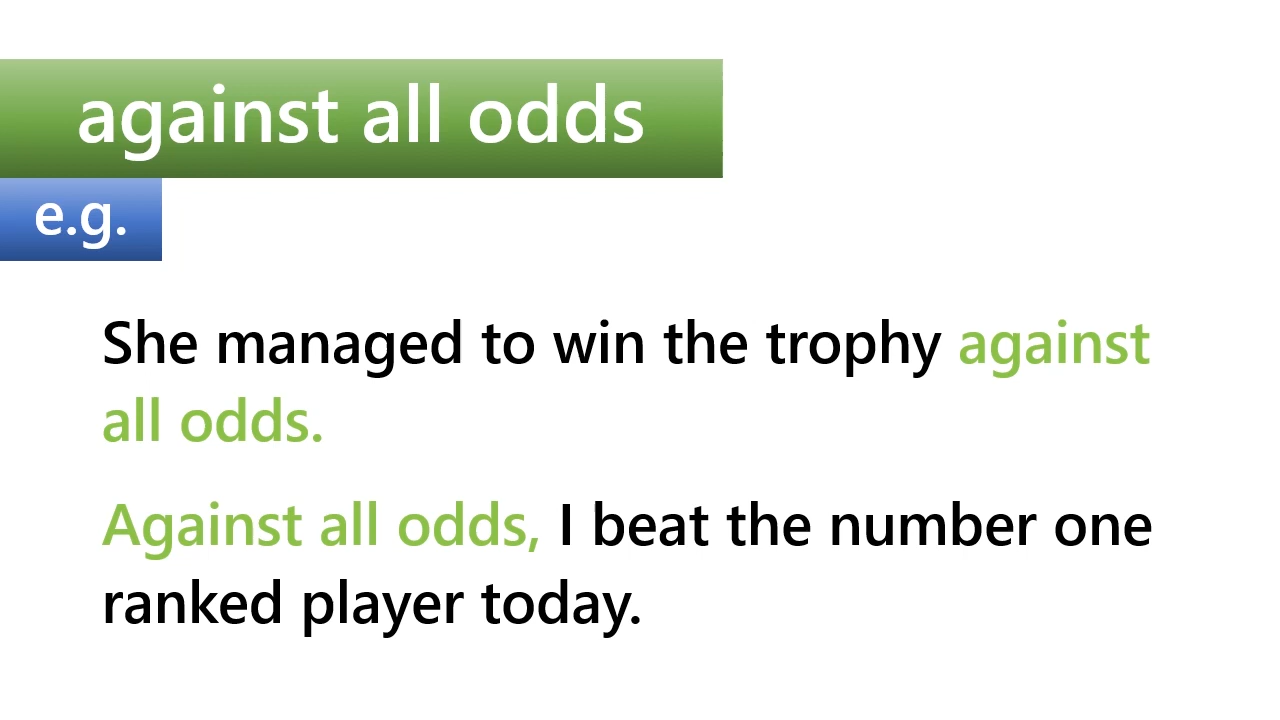 against all odds
e.g.
She managed to win the trophy against
all odds.
Against all odds, I beat the number one
ranked player today.